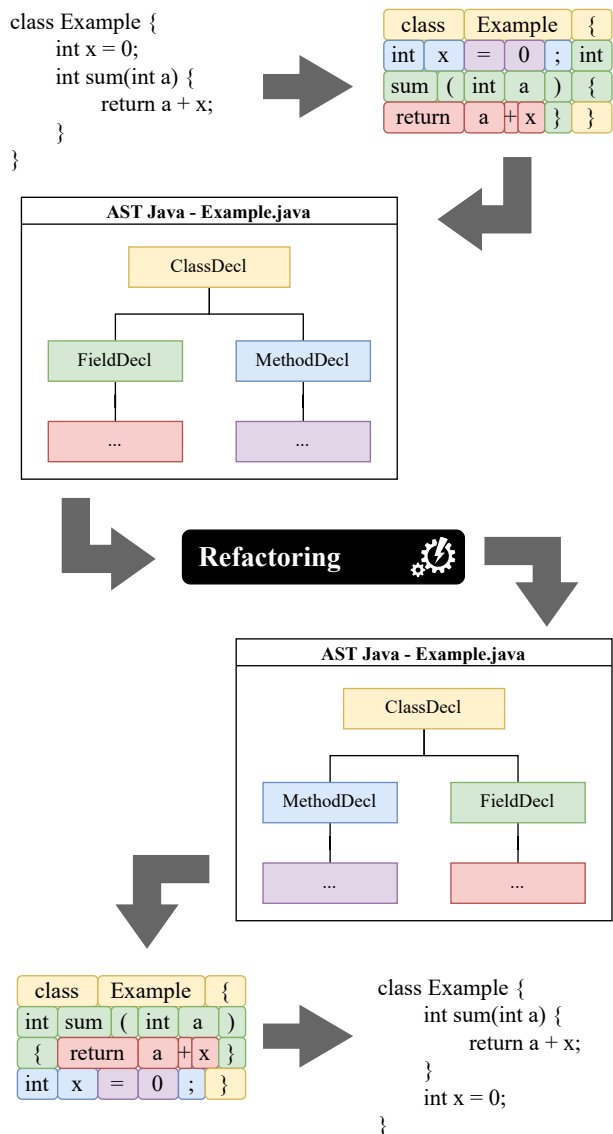 class Example {
int x = 0;
int sum(int a) {
return a + x;
}
}
class Example {
int x = 0 ; int
sum ( int a ) {
return a + x } }
AST Java - Example.java
ClassDecl
FieldDecl MethodDecl
... ...
Refactoring
AST Java - Example.java
ClassDecl
MethodDecl FieldDecl
... ...
class Example {
int sum ( int a )
{ return a + x }
int x = 0 ; }
class Example {
int sum(int a) {
return a + x;
}
int x = 0;
}